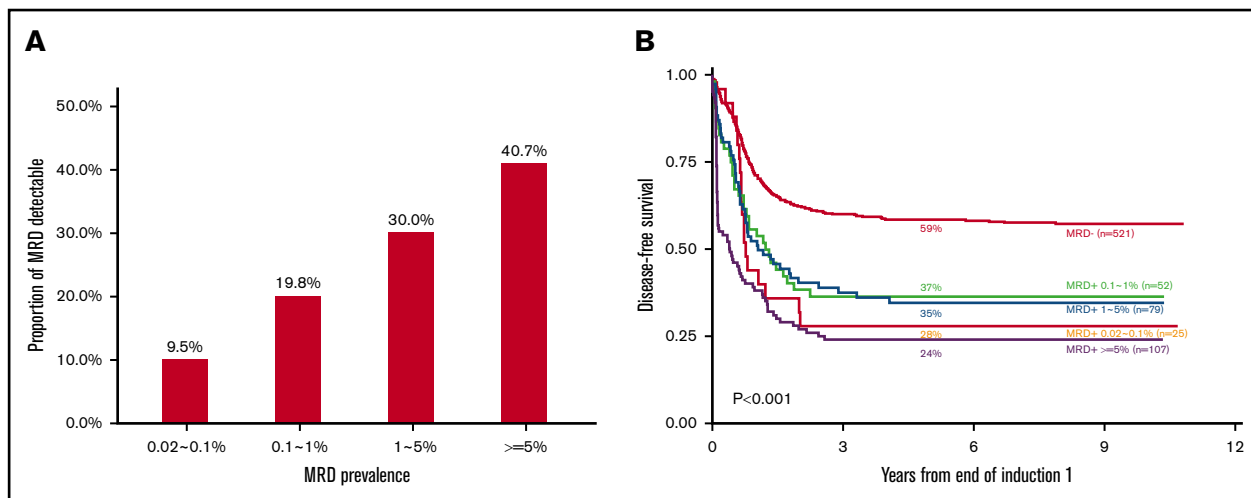 A
Proportion of MRD detectable
50.0%
40.0%
30.0%
20.0%
10.0%
0.0%
9.5%
19.8%
30.0%
40.7%
0.02~0.1%
0.1~1%
1~5%
>=5%
MRD prevalence
B
Disease-free survival
1.00
0.75
0.50
0.25
0.00
59%
MRD- (n=521)
37%
MRD+ 0.1~1% (n=52)
35%
MRD+ 1~5% (n=79)
28%
MRD+ 0.02~0.1% (n=25)
24%
MRD+ >=5% (n=107)
P<0.001
0
3
6
9
12
Years from end of induction 1